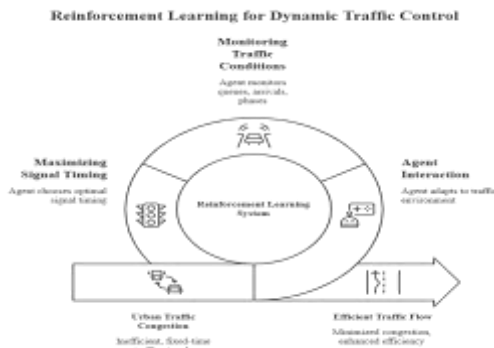 Reinforcement Learning for Dynamic Traffic Control
Monitoring
Traffic
Conditions
Agent monitors
queues, arrivals,
phases
Maximizing
Signal Timing
Agent chooses optimal
signal timing
Agent
Interaction
Agent adapts to traffic
environment
Reinforcement Learning
System
Urban Traffic
Congestion
Inefficient, fixed-time
Efficient Traffic Flow
Minimized congestion,
enhanced efficiency